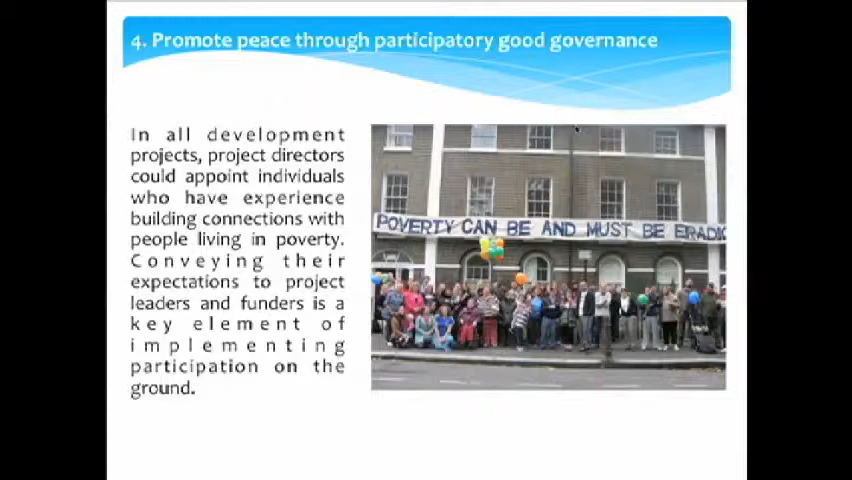 4. Promote peace through participatory good governance
In all development
projects, project directors
could appoint individuals
who have experience
building connections with
people living in poverty.
Conveying their
expectations to project
leaders and funders is a
key element of
implementing
participation on the
ground.
POVERTY CAN BE AND MUST BE ERADIC